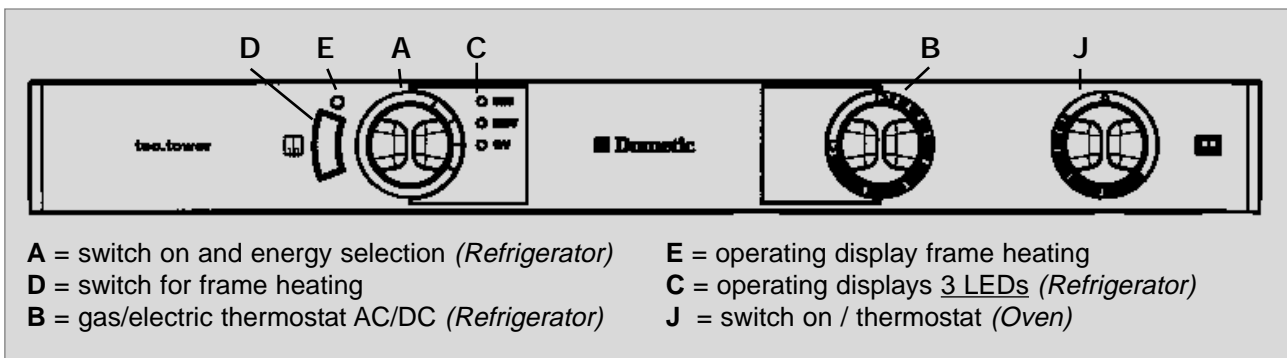 D E A C B J
tec.tower Dometic
A = switch on and energy selection (Refrigerator)
D = switch for frame heating
B = gas/electric thermostat AC/DC (Refrigerator)
E = operating display frame heating
C = operating displays 3 LEDs (Refrigerator)
J = switch on / thermostat (Oven)